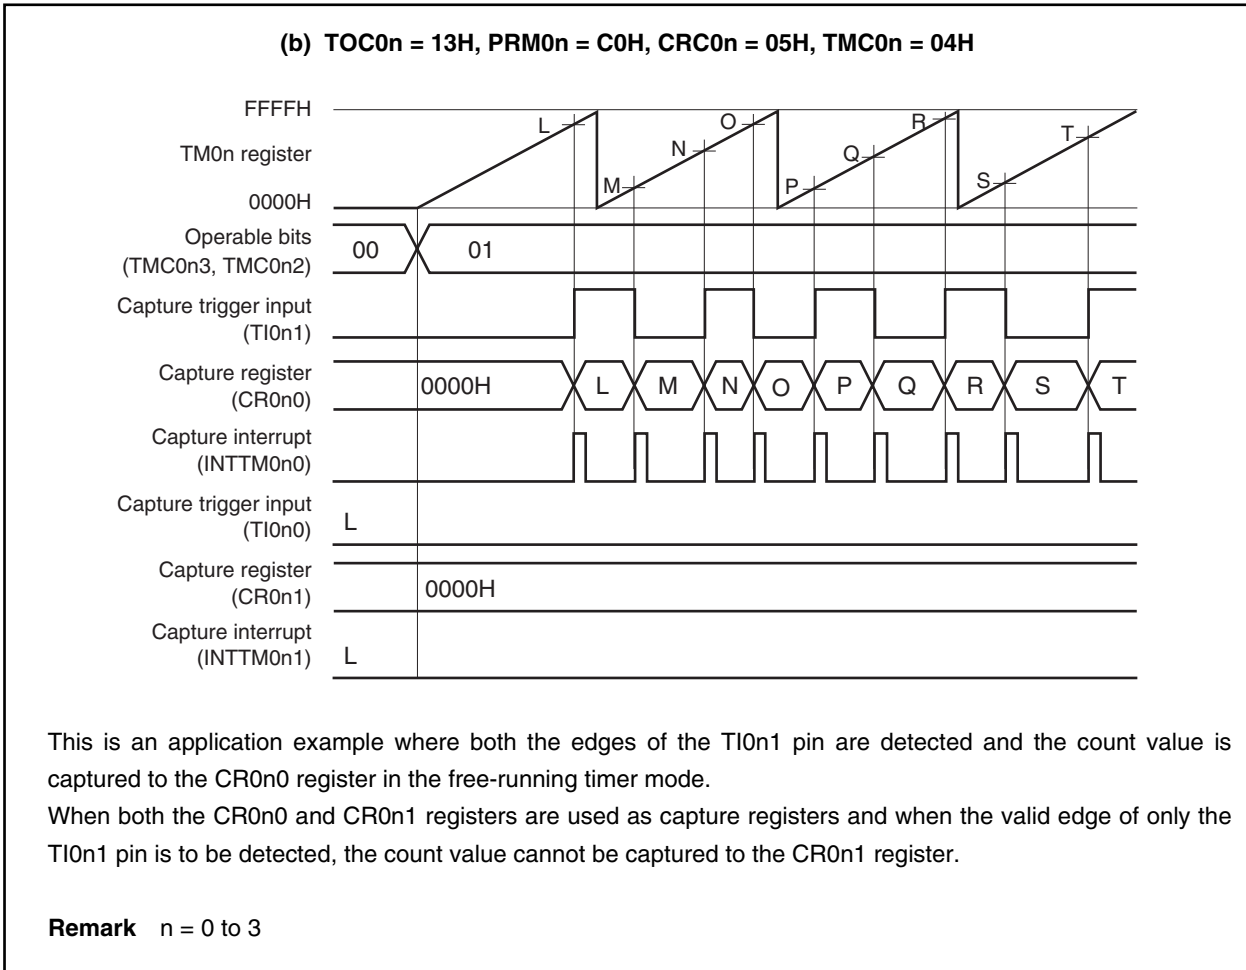 (b) TOC0n = 13H, PRM0n = C0H, CRC0n = 05H, TMC0n = 04H
FFFFH
TM0n register
0000H
L
M
N
O
P
Q
R
S
T
Operable bits
(TMC0n3, TMC0n2)
00
01
Capture trigger input
(TI0n1)
Capture register
(CR0n0)
0000H
L
M
N
O
P
Q
R
S
T
Capture interrupt
(INTTM0n0)
Capture trigger input
(TI0n0)
L
Capture register
(CR0n1)
0000H
Capture interrupt
(INTTM0n1)
L
This is an application example where both the edges of the TI0n1 pin are detected and the count value is
captured to the CR0n0 register in the free-running timer mode.
When both the CR0n0 and CR0n1 registers are used as capture registers and when the valid edge of only the
TI0n1 pin is to be detected, the count value cannot be captured to the CR0n1 register.
Remark n = 0 to 3